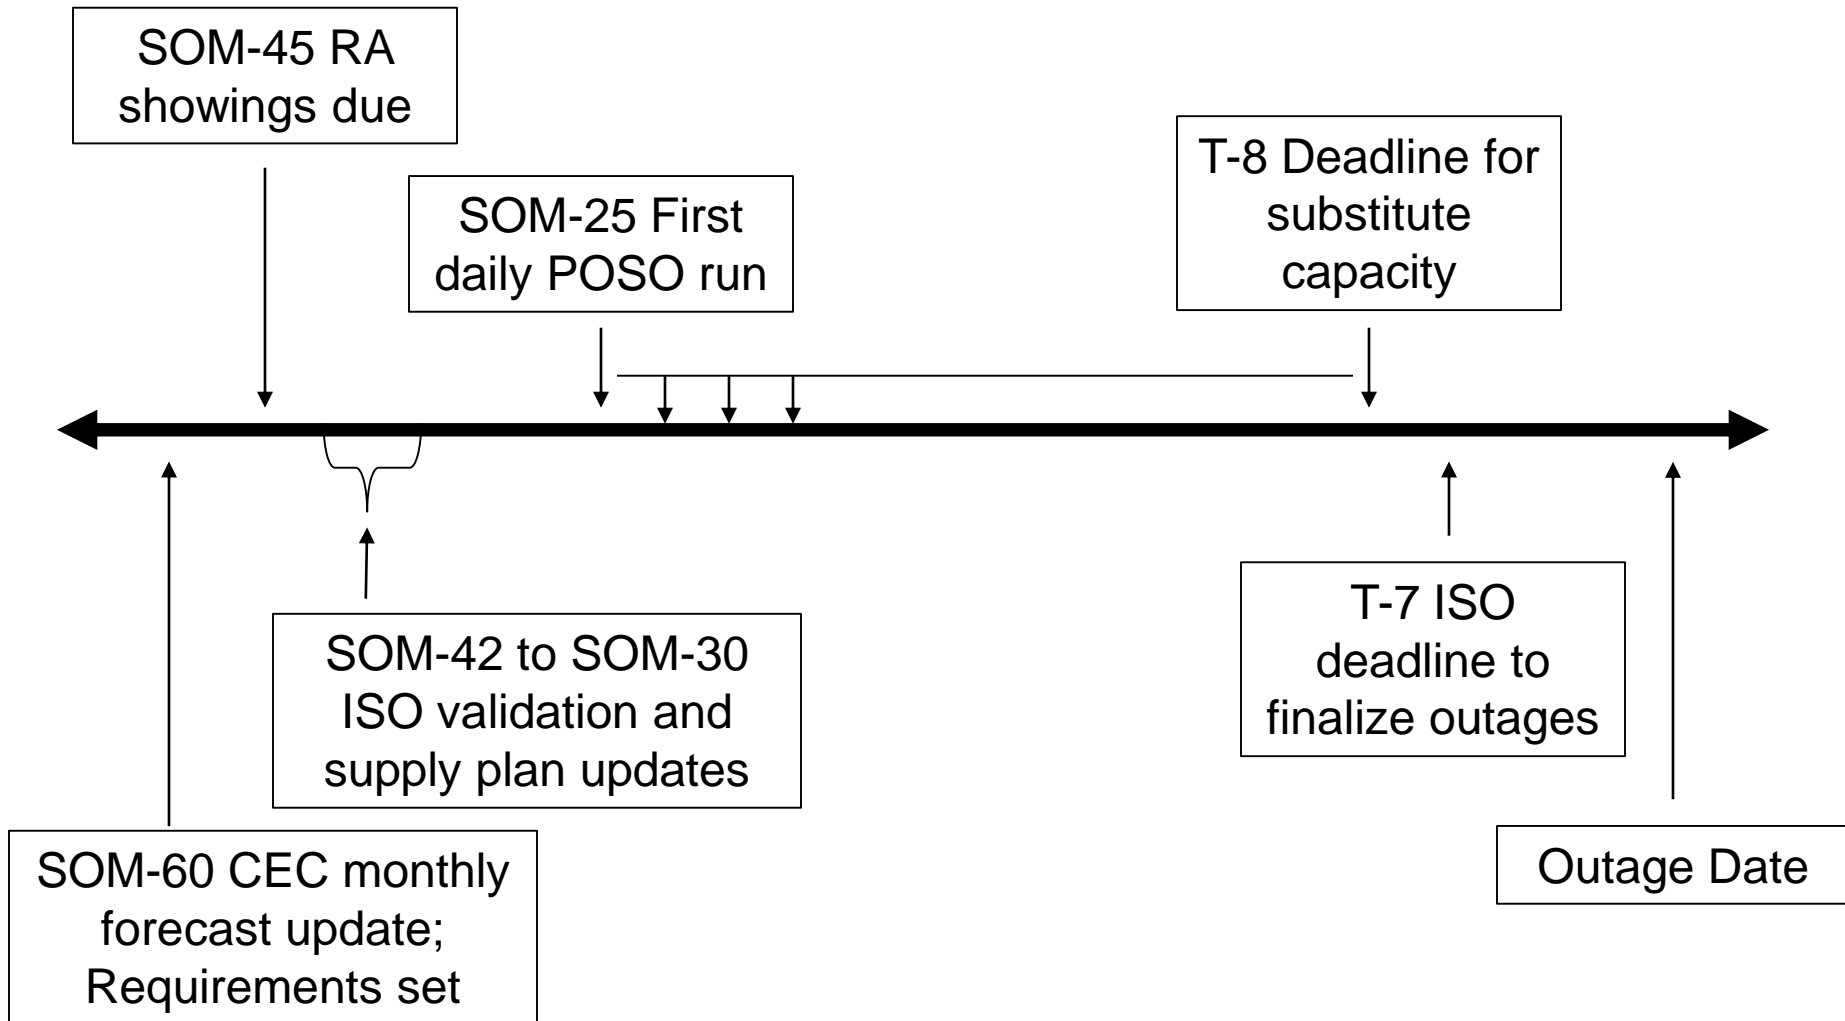 SOM-45 RA
showings due
SOM-25 First
daily POSO run
T-8 Deadline for
substitute
capacity
SOM-42 to SOM-30
ISO validation and
supply plan updates
T-7 ISO
deadline to
finalize outages
SOM-60 CEC monthly
forecast update;
Requirements set
Outage Date